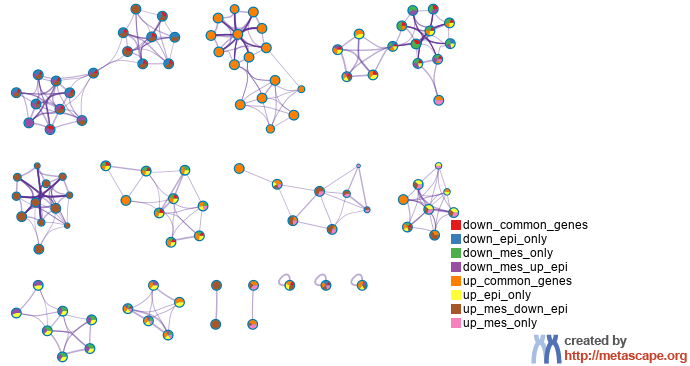 down_common_genes
down_epi_only
down_mes_only
down_mes_up_epi
up_common_genes
up_epi_only
up_mes_down_epi
up_mes_only
created by
http://metascape.org